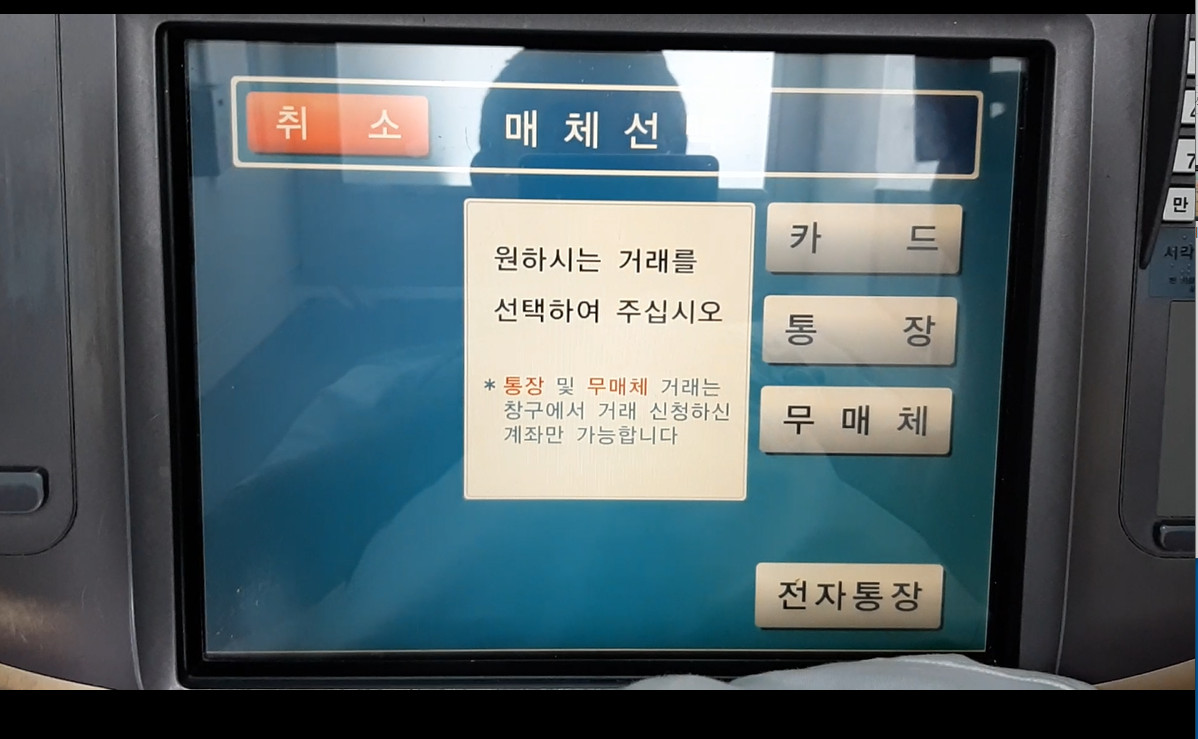 취 소
매 체 선
원하시는 거래를
선택하여 주십시오
* 통장 및 무매체 거래는
창구에서 거래 신청하신
계좌만 가능합니다
카 드
통 장
무 매 체
전자통장
7
만